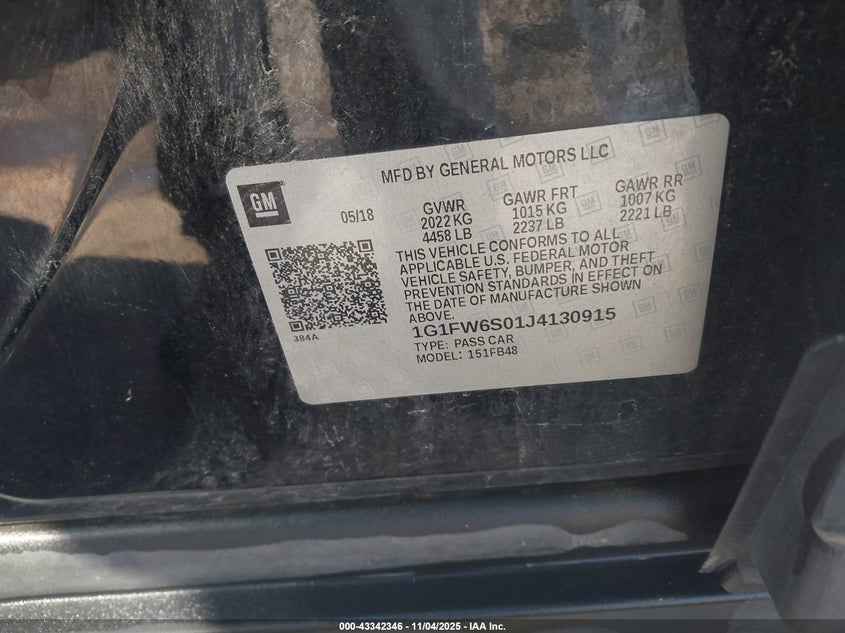 MFD BY GENERAL MOTORS LLC
GM
05/18
GVWR
2022 KG
4458 LB
GAWR FRT
1015 KG
2237 LB
GAWR RR
1007 KG
2221 LB
THIS VEHICLE CONFORMS TO ALL
APPLICABLE U.S. FEDERAL MOTOR
VEHICLE SAFETY, BUMPER, AND THEFT
PREVENTION STANDARDS IN EFFECT ON
THE DATE OF MANUFACTURE SHOWN
ABOVE.
384A
1G1FW6S01J4130915
TYPE: PASS CAR
MODEL: 151FB48
000-43342346 - 11/04/2025 - IAA Inc.